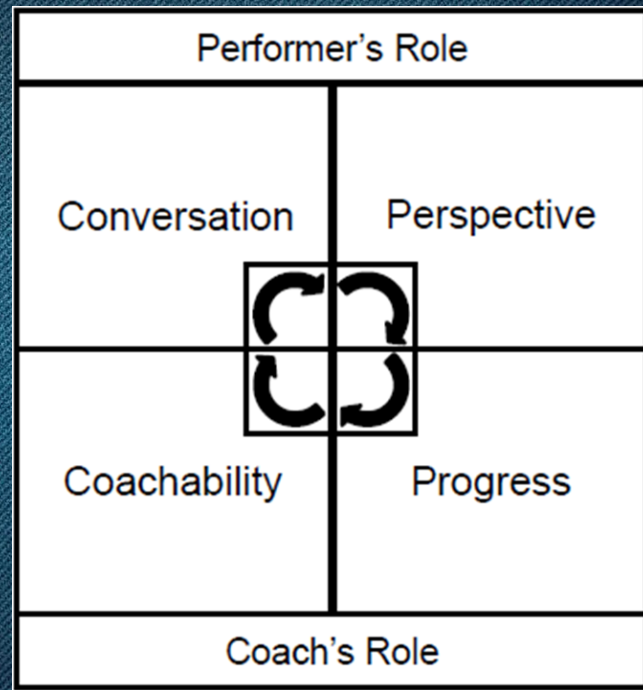 Performer's Role
Conversation
Perspective
Coachability
Progress
Coach's Role